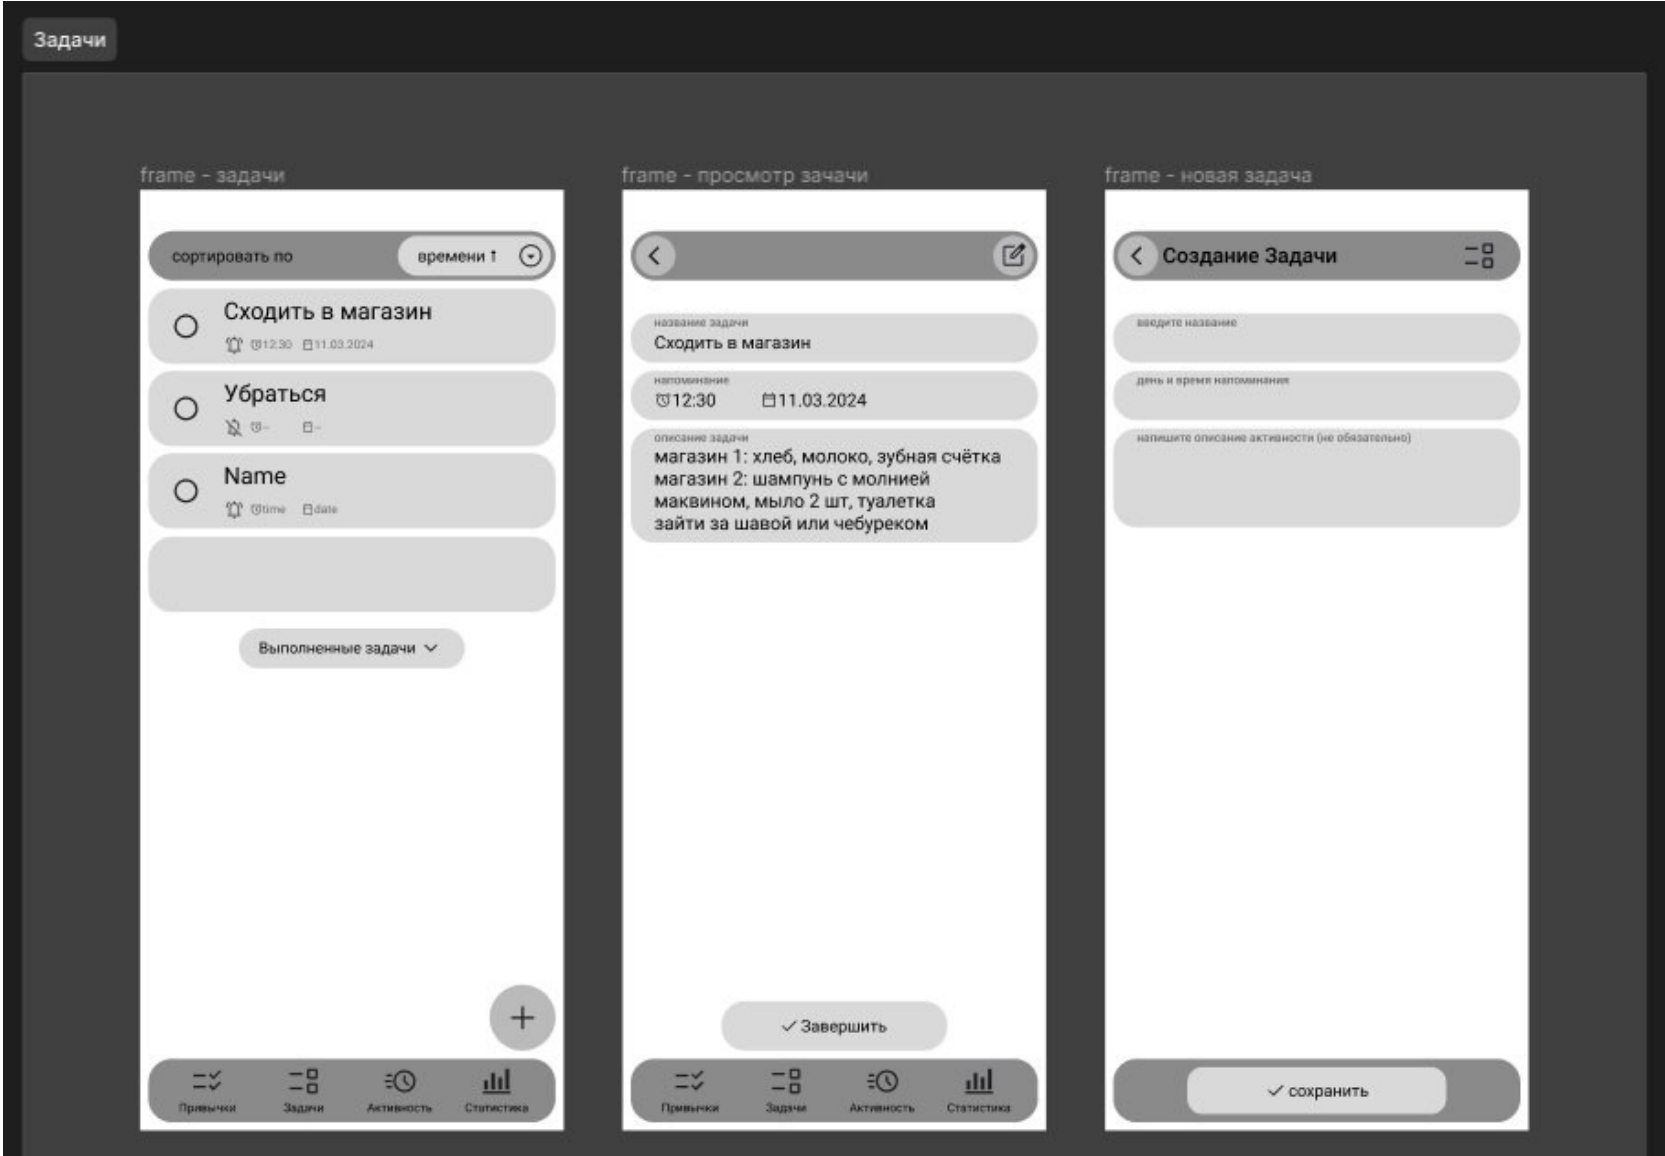 Задачи
frame - задачи
сортировать по
времени ↑
Сходить в магазин
12:30 11.03.2024
Убраться
- -
Name
time date
Выполненные задачи
+
Привычки Задачи Активность Статистика
frame - просмотр зачачи
название задачи
Сходить в магазин
напоминание
12:30 11.03.2024
описание задачи
магазин 1: хлеб, молоко, зубная счётка
магазин 2: шампунь с молнией
маквином, мыло 2 шт, туалетка
зайти за шавой или чебуреком
✓ Завершить
Привычки Задачи Активность Статистика
frame - новая задача
Создание Задачи
введите название
день и время напоминания
напишите описание активности (не обязательно)
✓ сохранить